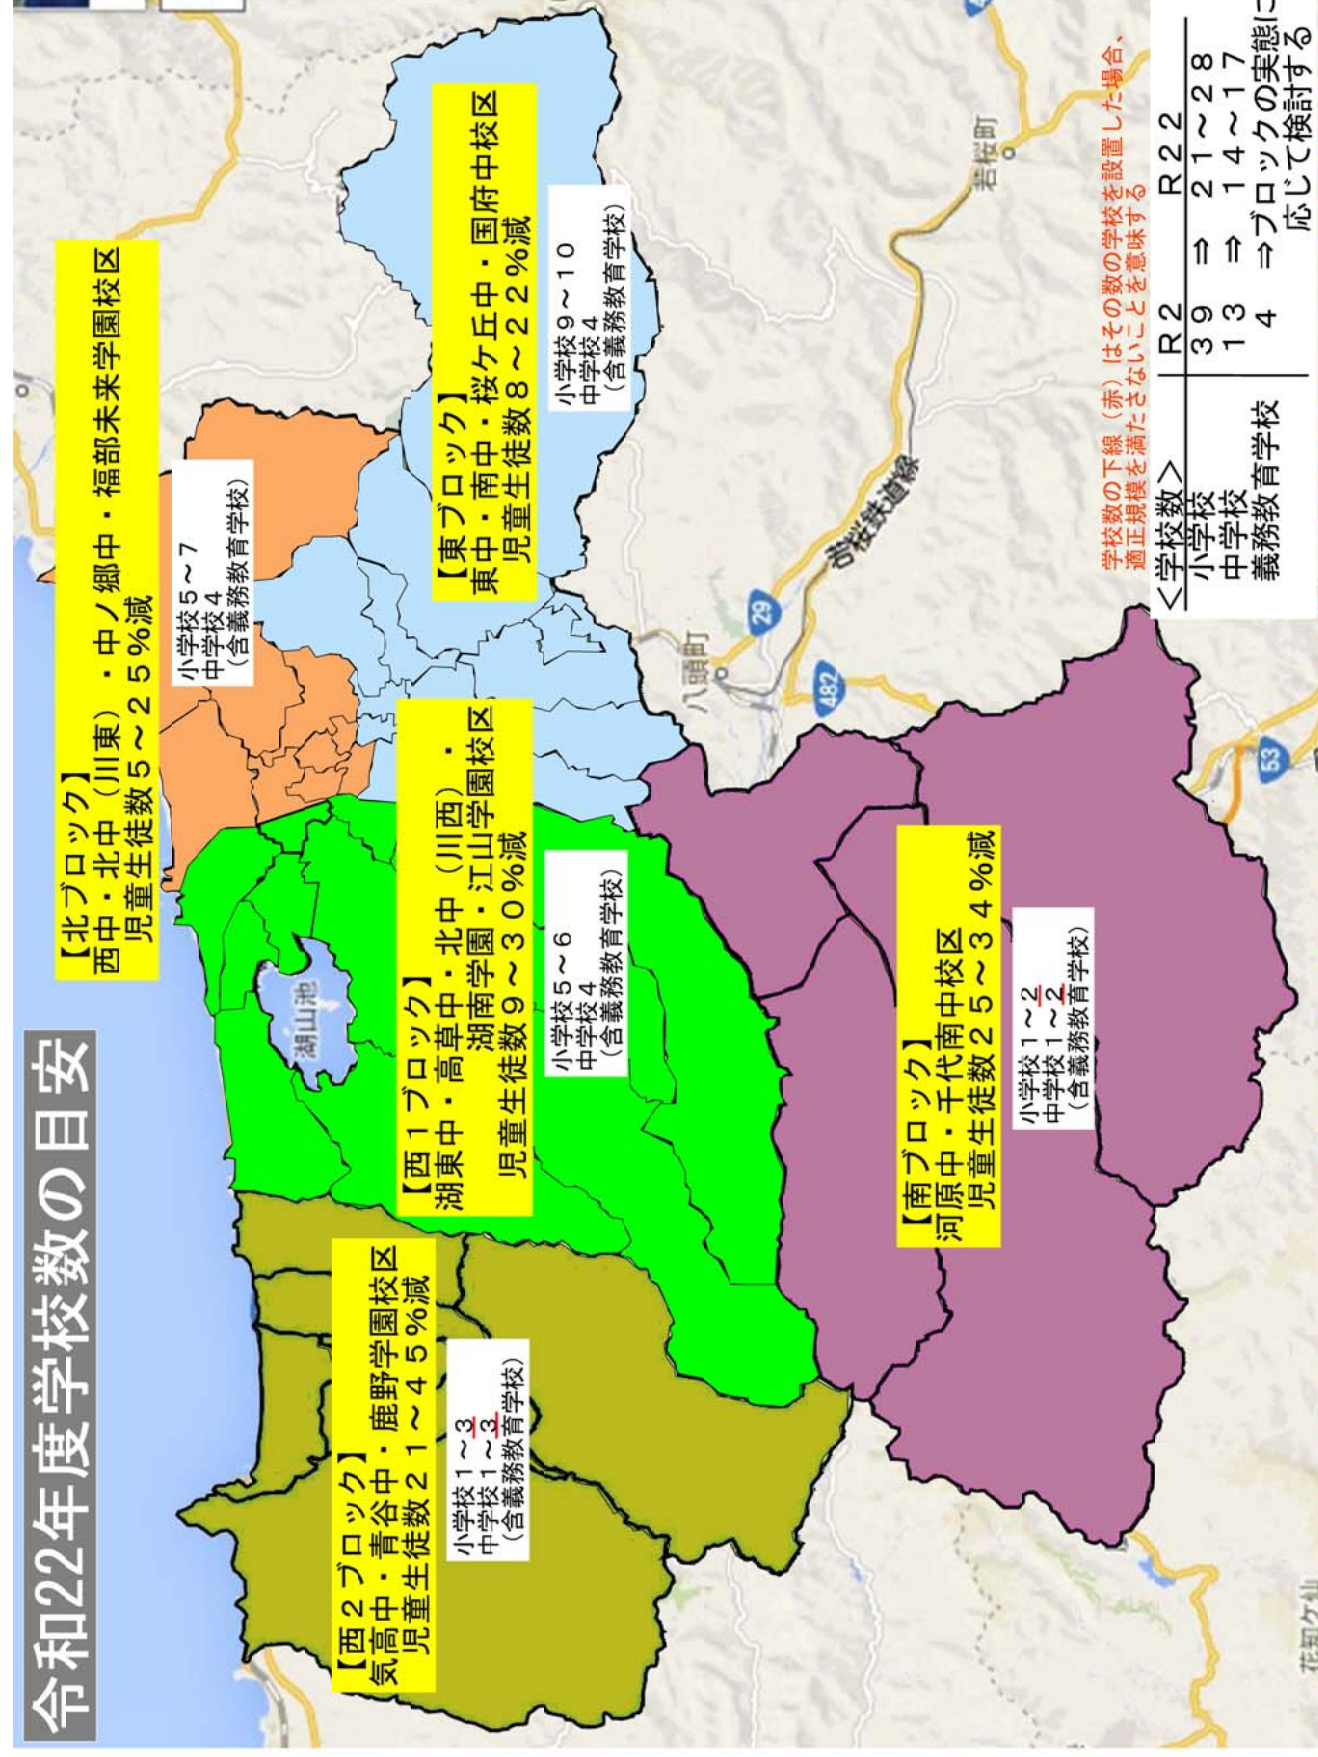 令和22年度学校数の目安
【北ブロック】
西中・北中（川東）・中ノ郷中・福部未来学園校区
児童生徒数5～25%減
小学校5～7
中学校4
（含義務教育学校）
【東ブロック】
東中・南中・桜ケ丘中・国府中校区
児童生徒数8～22%減
小学校9～10
中学校4
（含義務教育学校）
【西1ブロック】
湖東中・高草中・北中（川西）・
湖南学園・江山学園校区
児童生徒数9～30%減
小学校5～6
中学校4
（含義務教育学校）
【西2ブロック】
気高中・青谷中・鹿野学園校区
児童生徒数21～45%減
小学校1～3
中学校1～3
（含義務教育学校）
【南ブロック】
河原中・千代南中校区
児童生徒数25～34%減
小学校1～2
中学校1～2
（含義務教育学校）
湖山池
八頭町
若桜町
若桜鉄道線
29
482
53
学校数の下線（赤）はその数の学校を設置した場合、
適正規模を満たさないことを意味する
＜学校数＞ R2 R22
小学校 39 ⇒ 21～28
中学校 13 ⇒ 14～17
義務教育学校 4 ⇒ブロックの実態に
応じて検討する